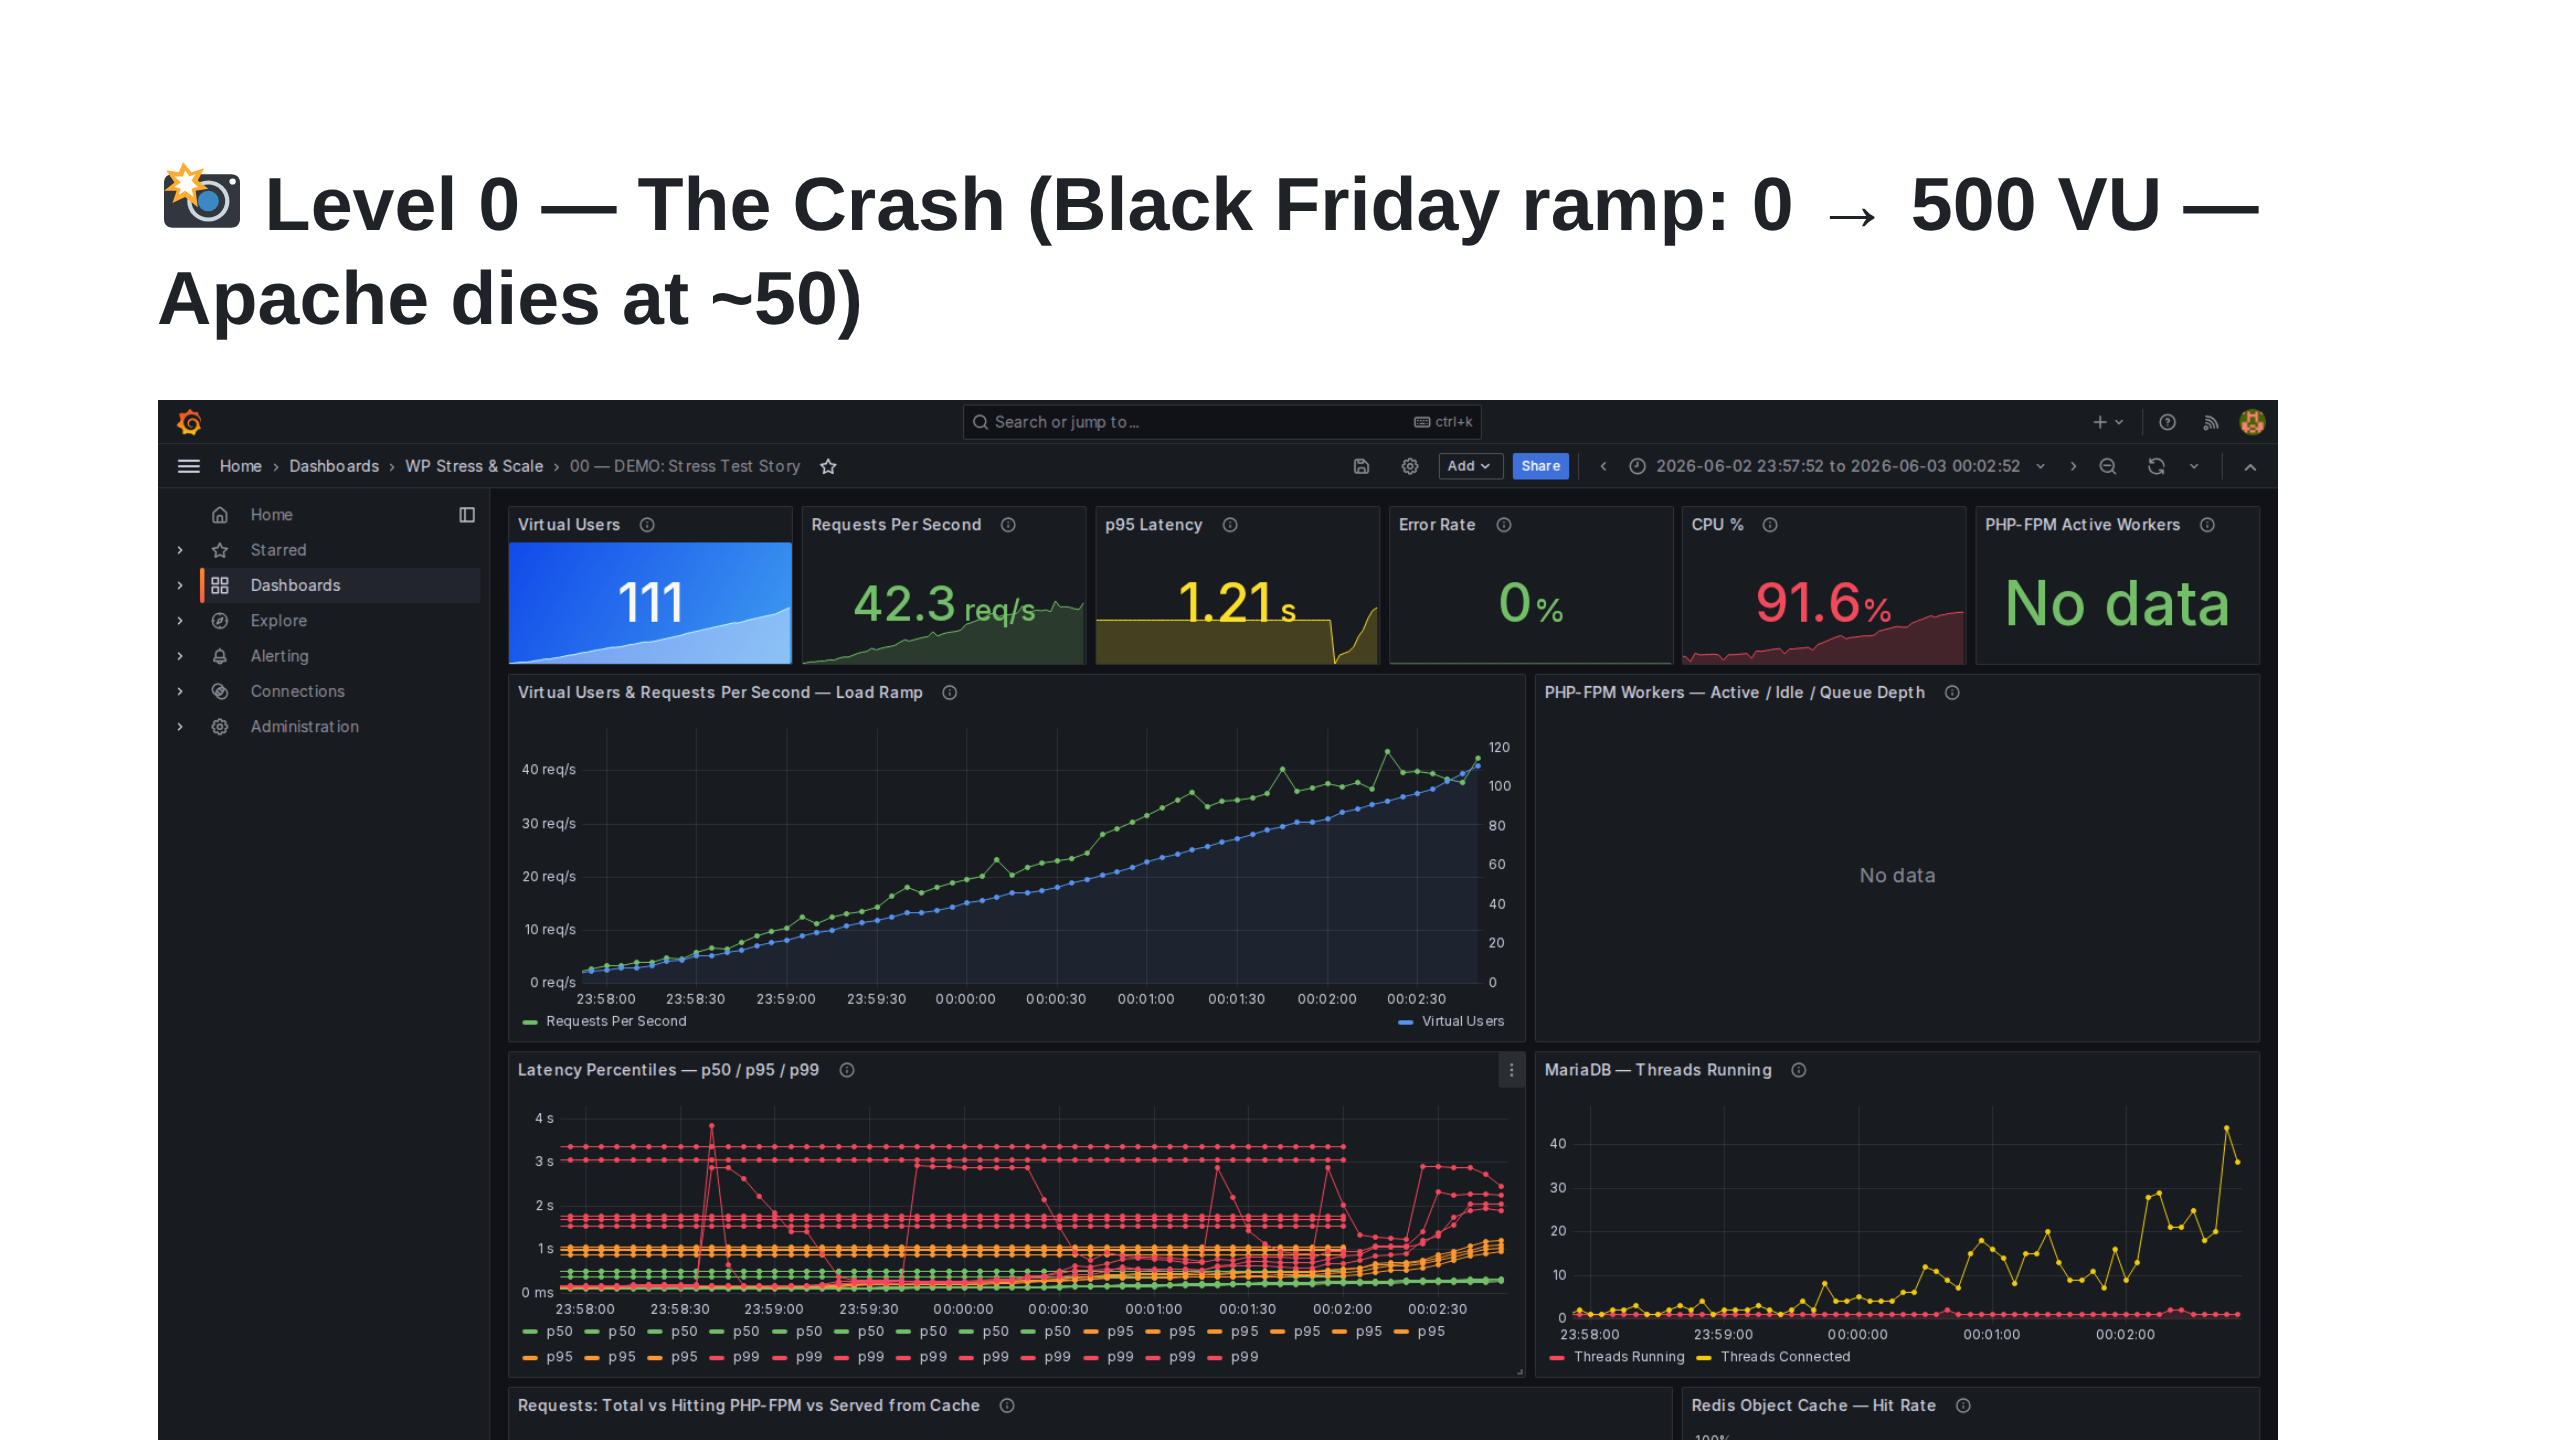 Level 0 — The Crash (Black Friday ramp: 0 → 500 VU —
Apache dies at ~50)
Search or jump to...
ctrl+k
Home › Dashboards › WP Stress & Scale › 00 — DEMO: Stress Test Story
Add
Share
2026-06-02 23:57:52 to 2026-06-03 00:02:52
Home
Starred
Dashboards
Explore
Alerting
Connections
Administration
Virtual Users
111
Requests Per Second
42.3 req/s
p95 Latency
1.21 s
Error Rate
0%
CPU %
91.6%
PHP-FPM Active Workers
No data
Virtual Users & Requests Per Second — Load Ramp
40 req/s
30 req/s
20 req/s
10 req/s
0 req/s
120
100
80
60
40
20
0
23:58:00 23:58:30 23:59:00 23:59:30 00:00:00 00:00:30 00:01:00 00:01:30 00:02:00 00:02:30
Requests Per Second
Virtual Users
PHP-FPM Workers — Active / Idle / Queue Depth
No data
Latency Percentiles — p50 / p95 / p99
4 s
3 s
2 s
1 s
0 ms
23:58:00 23:58:30 23:59:00 23:59:30 00:00:00 00:00:30 00:01:00 00:01:30 00:02:00 00:02:30
p50 p50 p50 p50 p50 p50 p50 p50 p50 p95 p95 p95 p95 p95 p95
p95 p95 p95 p99 p99 p99 p99 p99 p99 p99 p99 p99
MariaDB — Threads Running
40
30
20
10
0
23:58:00 23:59:00 00:00:00 00:01:00 00:02:00
Threads Running Threads Connected
Requests: Total vs Hitting PHP-FPM vs Served from Cache
Redis Object Cache — Hit Rate
100%